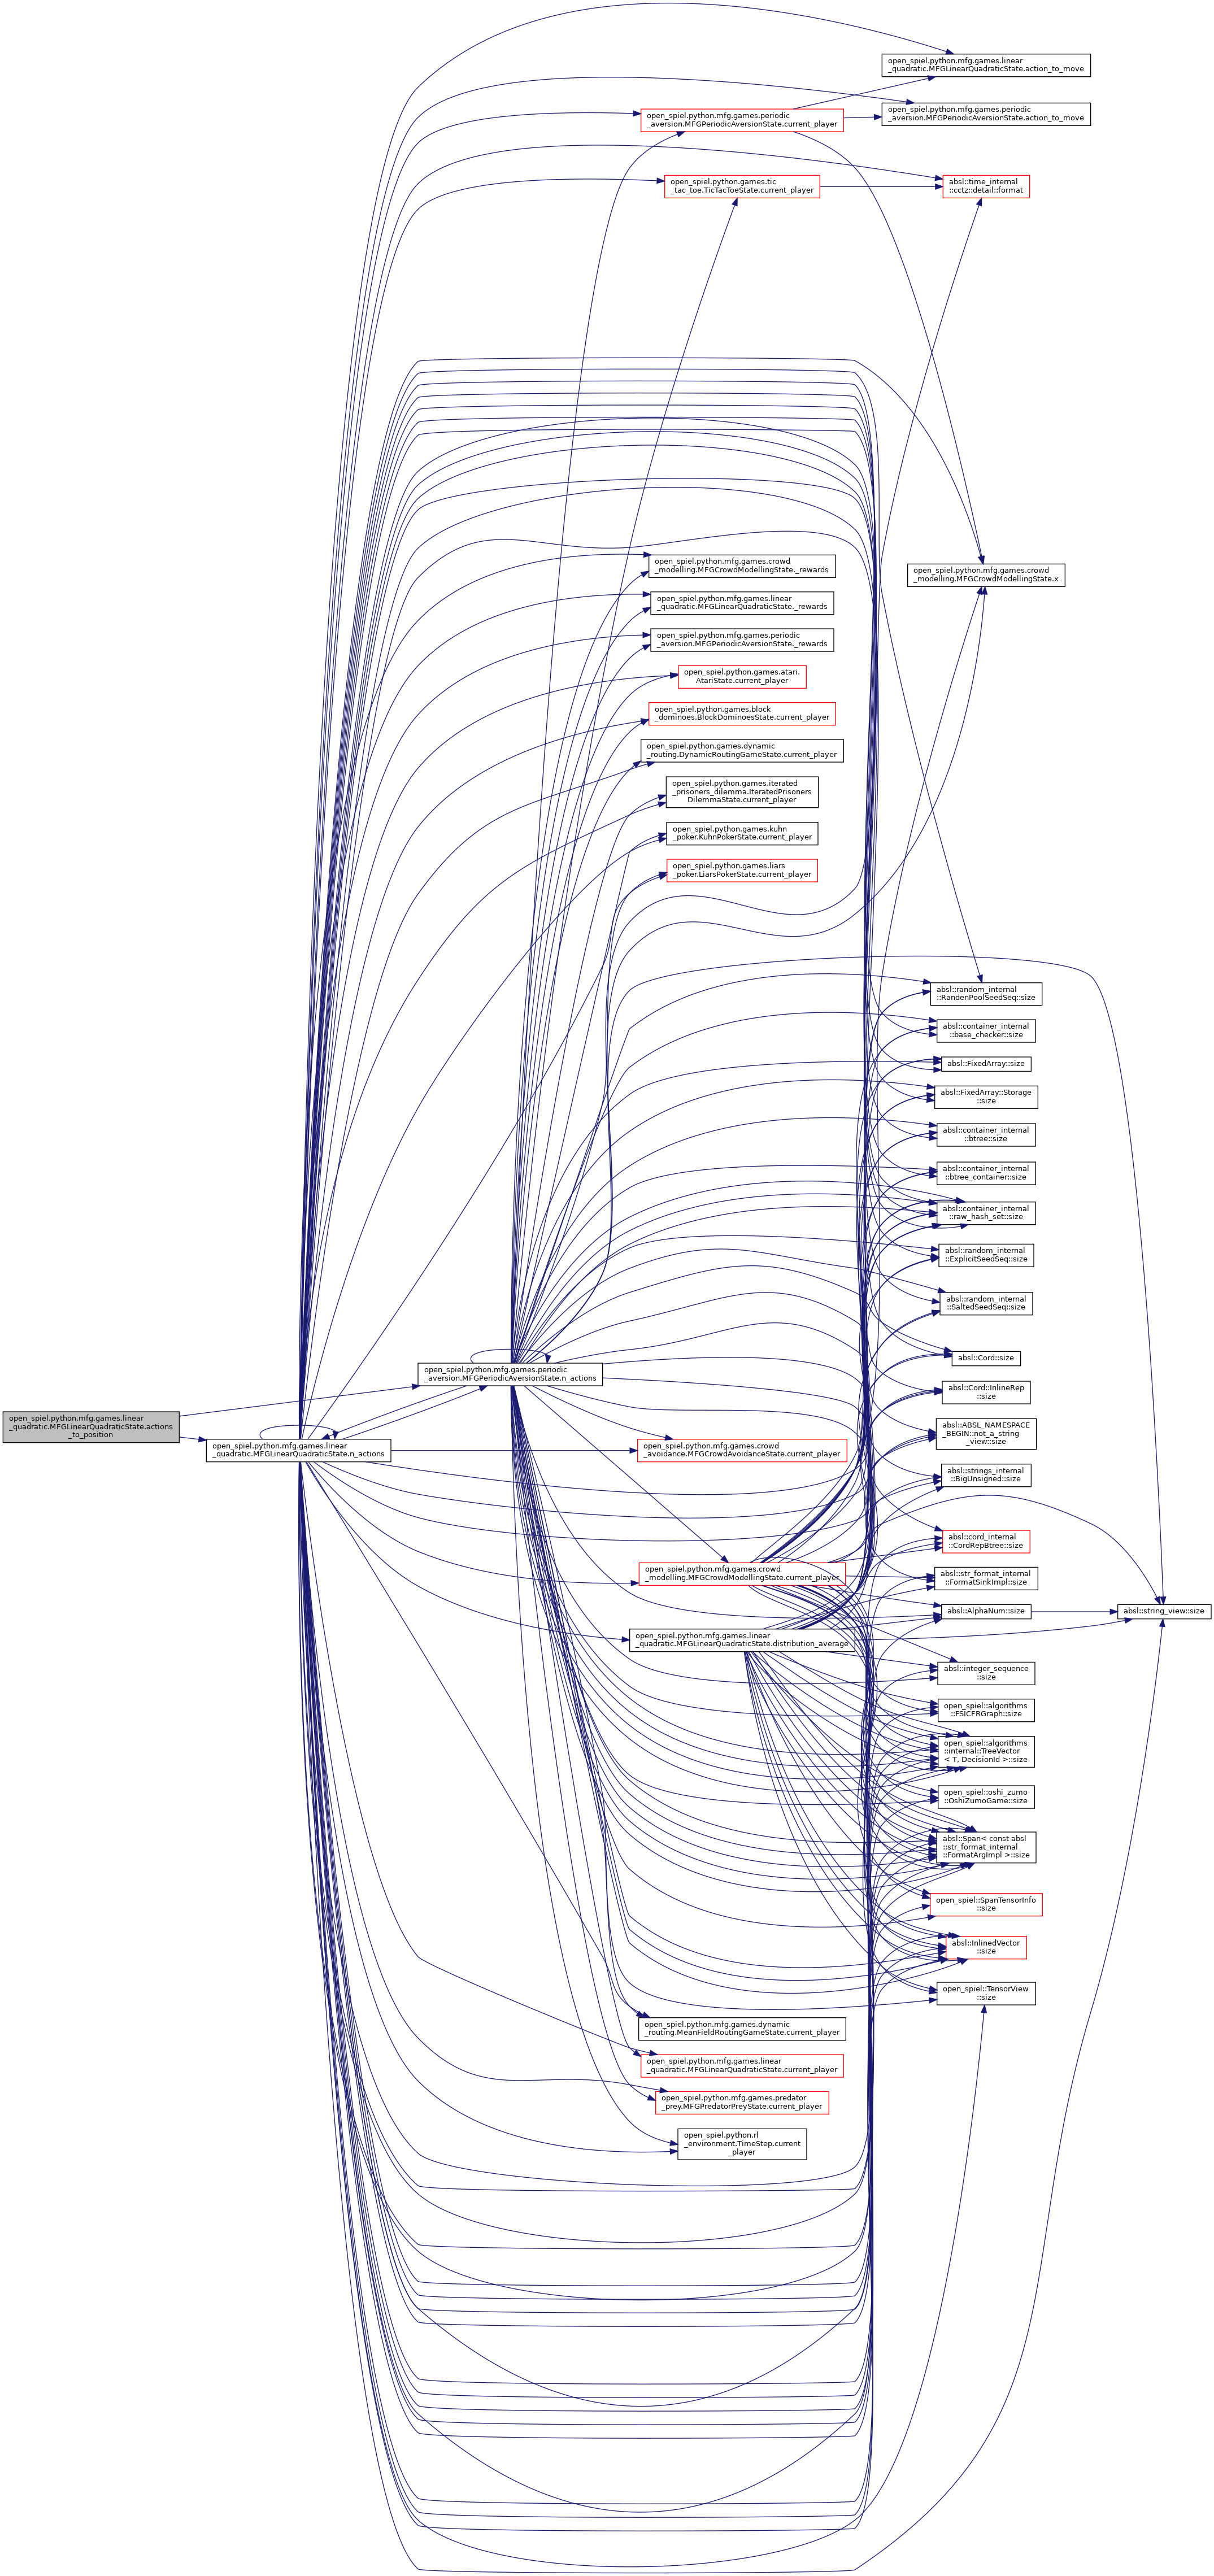 open_spiel.python.mfg.games.linear
_quadratic.MFGLinearQuadraticState.action_to_move
open_spiel.python.mfg.games.periodic
_aversion.MFGPeriodicAversionState.action_to_move
open_spiel.python.mfg.games.periodic
_aversion.MFGPeriodicAversionState.current_player
open_spiel.python.games.tic
_tac_toe.TicTacToeState.current_player
absl::time_internal
::cctz::detail::format
open_spiel.python.mfg.games.crowd
_modelling.MFGCrowdModellingState._rewards
open_spiel.python.mfg.games.crowd
_modelling.MFGCrowdModellingState.x
open_spiel.python.mfg.games.linear
_quadratic.MFGLinearQuadraticState._rewards
open_spiel.python.mfg.games.periodic
_aversion.MFGPeriodicAversionState._rewards
open_spiel.python.games.atari.
AtariState.current_player
open_spiel.python.games.block
_dominoes.BlockDominoesState.current_player
open_spiel.python.games.dynamic
_routing.DynamicRoutingGameState.current_player
open_spiel.python.games.iterated
_prisoners_dilemma.IteratedPrisoners
DilemmaState.current_player
open_spiel.python.games.kuhn
_poker.KuhnPokerState.current_player
open_spiel.python.games.liars
_poker.LiarsPokerState.current_player
absl::random_internal
::RandenPoolSeedSeq::size
absl::container_internal
::base_checker::size
absl::FixedArray::size
absl::FixedArray::Storage
::size
absl::container_internal
::btree::size
absl::container_internal
::btree_container::size
absl::container_internal
::raw_hash_set::size
absl::random_internal
::ExplicitSeedSeq::size
absl::random_internal
::SaltedSeedSeq::size
absl::Cord::size
open_spiel.python.mfg.games.periodic
_aversion.MFGPeriodicAversionState.n_actions
absl::Cord::InlineRep
::size
open_spiel.python.mfg.games.linear
_quadratic.MFGLinearQuadraticState.actions
_to_position
absl::ABSL_NAMESPACE
_BEGIN::not_a_string
_view::size
open_spiel.python.mfg.games.linear
_quadratic.MFGLinearQuadraticState.n_actions
open_spiel.python.mfg.games.crowd
_avoidance.MFGCrowdAvoidanceState.current_player
absl::strings_internal
::BigUnsigned::size
absl::cord_internal
::CordRepBtree::size
open_spiel.python.mfg.games.crowd
_modelling.MFGCrowdModellingState.current_player
absl::str_format_internal
::FormatSinkImpl::size
absl::AlphaNum::size
absl::string_view::size
open_spiel.python.mfg.games.linear
_quadratic.MFGLinearQuadraticState.distribution_average
absl::integer_sequence
::size
open_spiel::algorithms
::FSICFRGraph::size
open_spiel::algorithms
::internal::TreeVector
< T, DecisionId >::size
open_spiel::oshi_zumo
::OshiZumoGame::size
absl::Span< const absl
::str_format_internal
::FormatArgImpl >::size
open_spiel::SpanTensorInfo
::size
absl::InlinedVector
::size
open_spiel::TensorView
::size
open_spiel.python.mfg.games.dynamic
_routing.MeanFieldRoutingGameState.current_player
open_spiel.python.mfg.games.linear
_quadratic.MFGLinearQuadraticState.current_player
open_spiel.python.mfg.games.predator
_prey.MFGPredatorPreyState.current_player
open_spiel.python.rl
_environment.TimeStep.current
_player